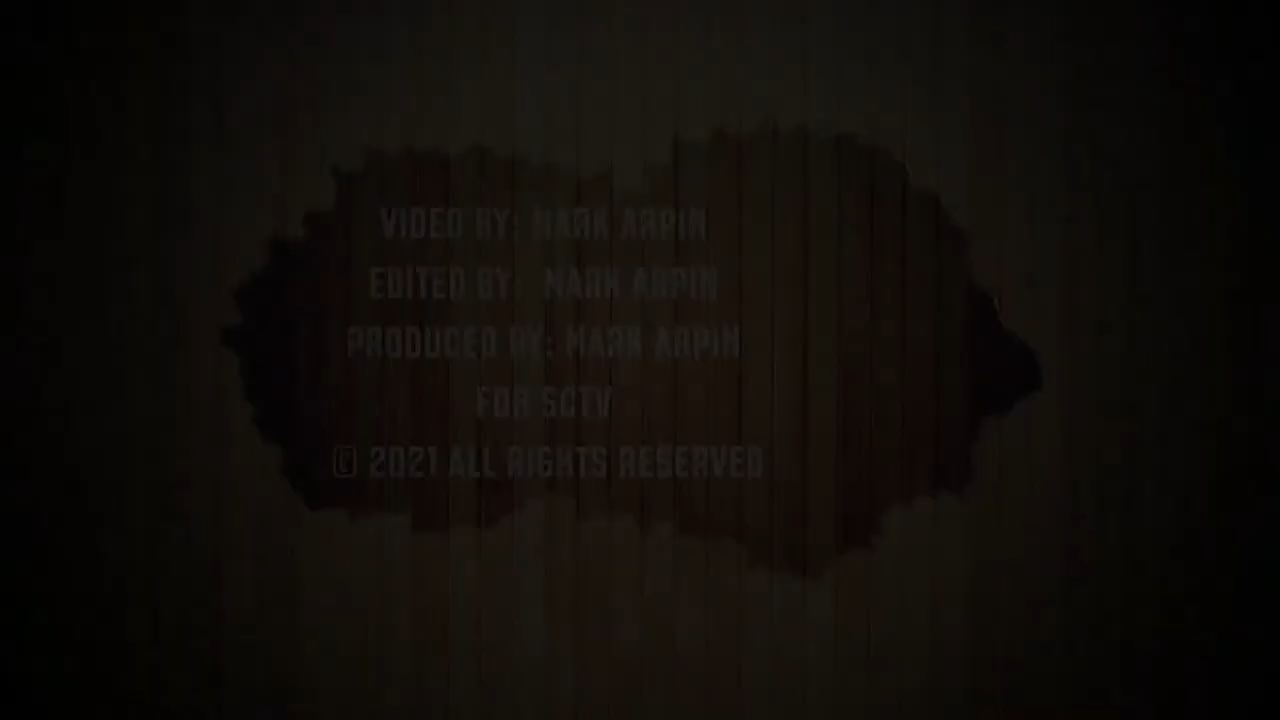 VIDEO BY: MARK ARPIN
EDITED BY: MARK ARPIN
PRODUCED BY: MARK ARPIN
FOR SCTV
© 2021 ALL RIGHTS RESERVED